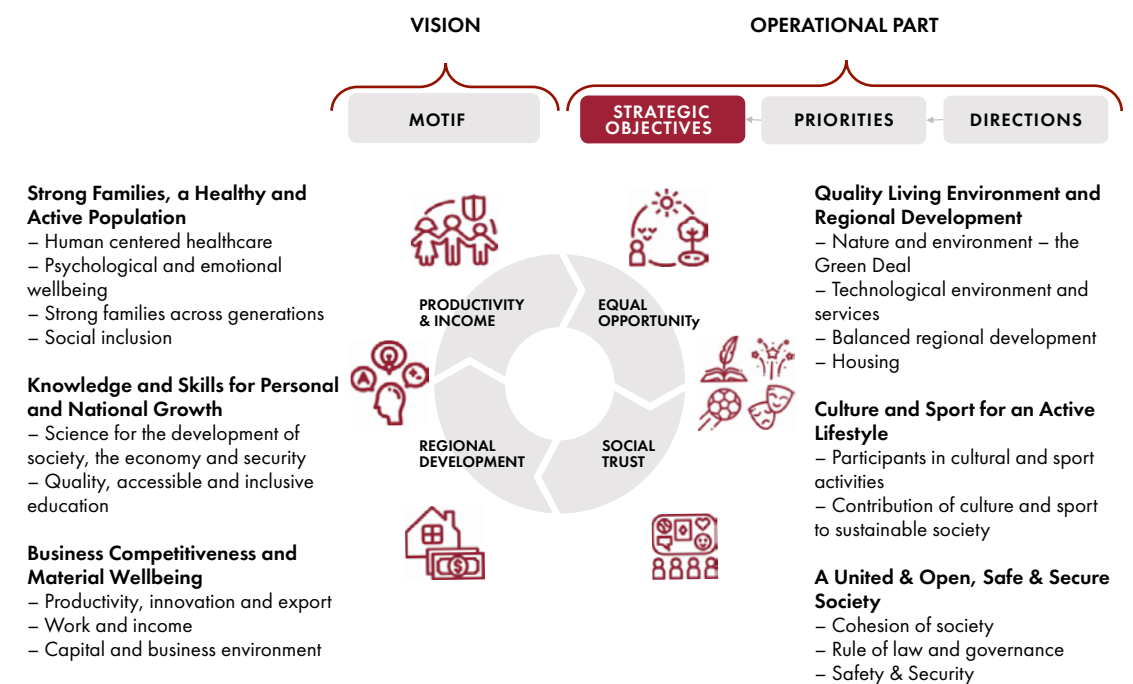 VISION
OPERATIONAL PART
MOTIF
STRATEGIC
OBJECTIVES
PRIORITIES
DIRECTIONS
Strong Families, a Healthy and
Active Population
– Human centered healthcare
– Psychological and emotional
wellbeing
– Strong families across generations
– Social inclusion
Knowledge and Skills for Personal
and National Growth
– Science for the development of
society, the economy and security
– Quality, accessible and inclusive
education
Business Competitiveness and
Material Wellbeing
– Productivity, innovation and export
– Work and income
– Capital and business environment
PRODUCTIVITY
& INCOME
EQUAL
OPPORTUNITy
REGIONAL
DEVELOPMENT
SOCIAL
TRUST
A
Quality Living Environment and
Regional Development
– Nature and environment – the
Green Deal
– Technological environment and
services
– Balanced regional development
– Housing
Culture and Sport for an Active
Lifestyle
– Participants in cultural and sport
activities
– Contribution of culture and sport
to sustainable society
A United & Open, Safe & Secure
Society
– Cohesion of society
– Rule of law and governance
– Safety & Security